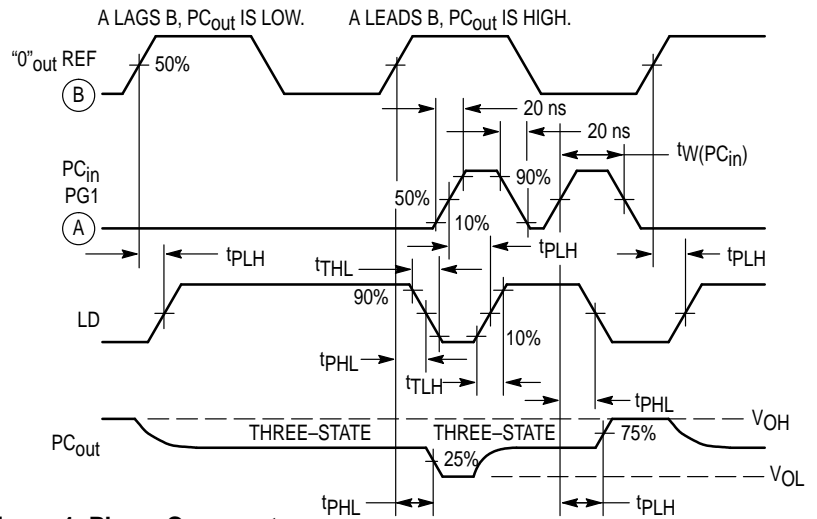 A LAGS B, PCout IS LOW. A LEADS B, PCout IS HIGH.
“0”out REF
B
50%
20 ns
20 ns
tW(PCin)
PCin
PG1
A
50%
90%
10%
tPLH
tPLH
tPLH
tTHL
90%
LD
10%
tPHL
tTLH
tPHL
VOH
THREE–STATE THREE–STATE
75%
PCout
25%
VOL
tPHL
tPLH